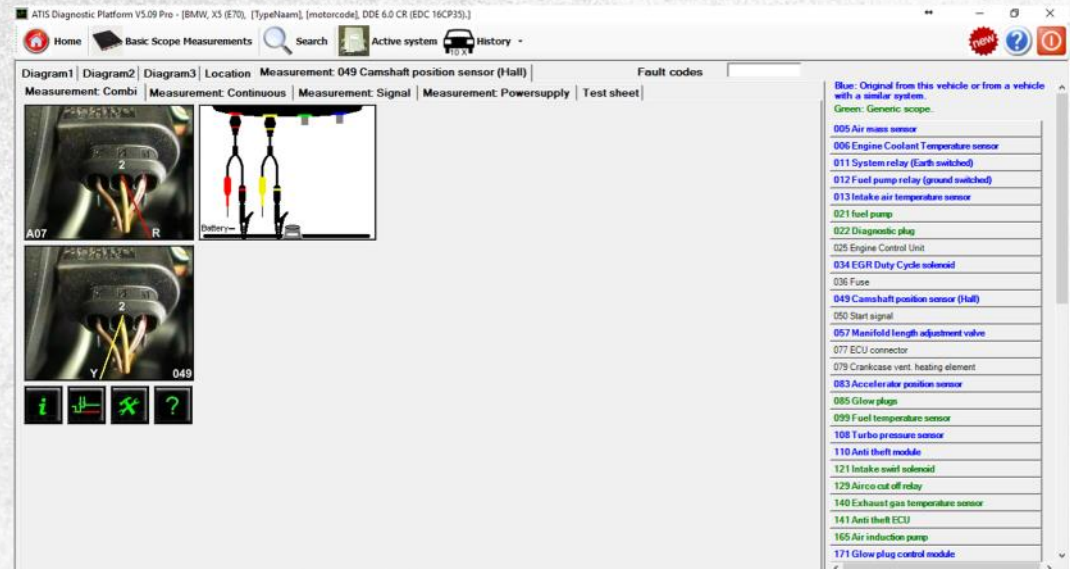 ATIS Diagnostic Platform V5.09 Pro - [BMW, X5 (E70), [TypeNaam], [motorcode], DDE 6.0 CR (EDC 16CP35).]
Home Basic Scope Measurements Search Active system 10 X History new ?
Diagram1 Diagram2 Diagram3 Location Measurement: 049 Camshaft position sensor (Hall) Fault codes
Measurement: Combi Measurement: Continuous Measurement: Signal Measurement: Powersupply Test sheet
2
A07 R
Battery-
2
Y 049
i ?
Blue: Original from this vehicle or from a vehicle
with a similar system.
Green: Generic scope..
005 Air mass sensor
006 Engine Coolant Temperature sensor
011 System relay (Earth switched)
012 Fuel pump relay (ground switched)
013 Intake air temperature sensor
021 fuel pump
022 Diagnostic plug
025 Engine Control Unit
034 EGR Duty Cycle solenoid
036 Fuse
049 Camshaft position sensor (Hall)
050 Start signal
057 Manifold length adjustment valve
077 ECU connector
079 Crankcase vent. heating element
083 Accelerator position sensor
085 Glow plugs
099 Fuel temperature sensor
108 Turbo pressure sensor
110 Anti theft module
121 Intake swirl solenoid
129 Airco cut off relay
140 Exhaust gas temperature sensor
141 Anti theft ECU
165 Air induction pump
171 Glow plug control module